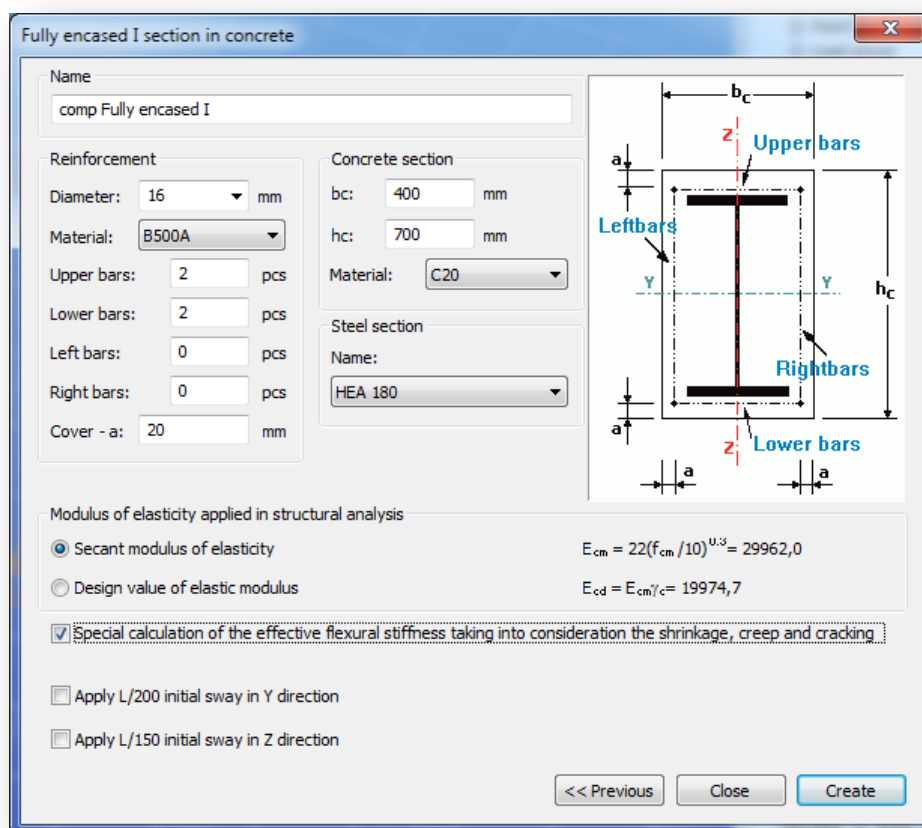 Fully encased I section in concrete
Name
comp Fully encased I
Reinforcement
Diameter: 16 mm
Material: B500A
Upper bars: 2 pcs
Lower bars: 2 pcs
Left bars: 0 pcs
Right bars: 0 pcs
Cover - a: 20 mm
Concrete section
bc: 400 mm
hc: 700 mm
Material: C20
Steel section
Name:
HEA 180
bc
Z
Upper bars
a
Leftbars
Y Y
hc
Rightbars
a
Z
Lower bars
a a
Modulus of elasticity applied in structural analysis
Secant modulus of elasticity Ecm = 22(fcm/10)^0.3= 29962,0
Design value of elastic modulus Ecd = Ecm/γc= 19974,7
Special calculation of the effective flexural stiffness taking into consideration the shrinkage, creep and cracking
Apply L/200 initial sway in Y direction
Apply L/150 initial sway in Z direction
<< Previous Close Create